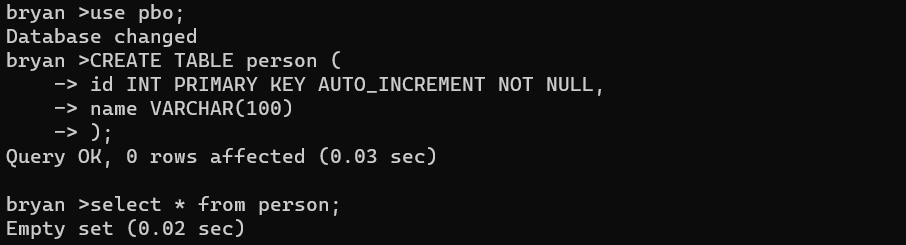 bryan >use pbo;
Database changed
bryan >CREATE TABLE person (
    -> id INT PRIMARY KEY AUTO_INCREMENT NOT NULL,
    -> name VARCHAR(100)
    -> );
Query OK, 0 rows affected (0.03 sec)

bryan >select * from person;
Empty set (0.02 sec)